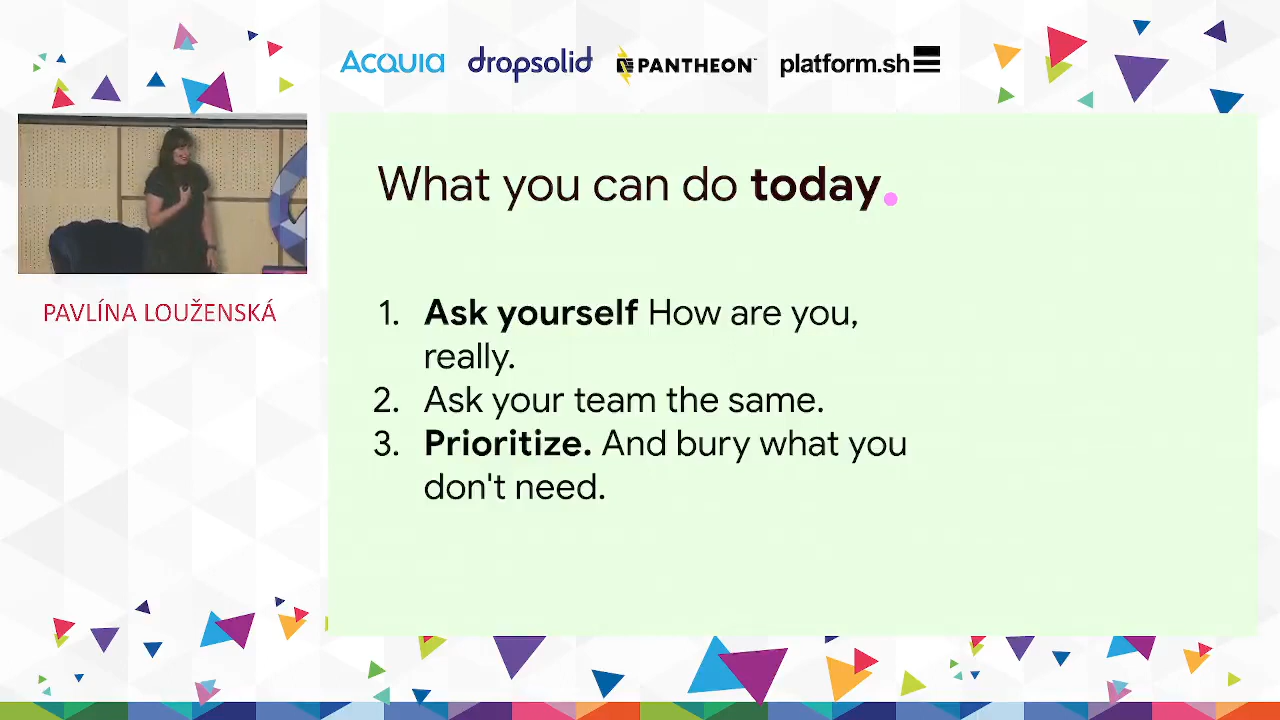 Acquia
dropsolid
PANTHEON
platform.sh
What you can do today.
PAVLÍNA LOUŽENSKÁ
1. Ask yourself How are you,
really.
2. Ask your team the same.
3. Prioritize. And bury what you
don't need.